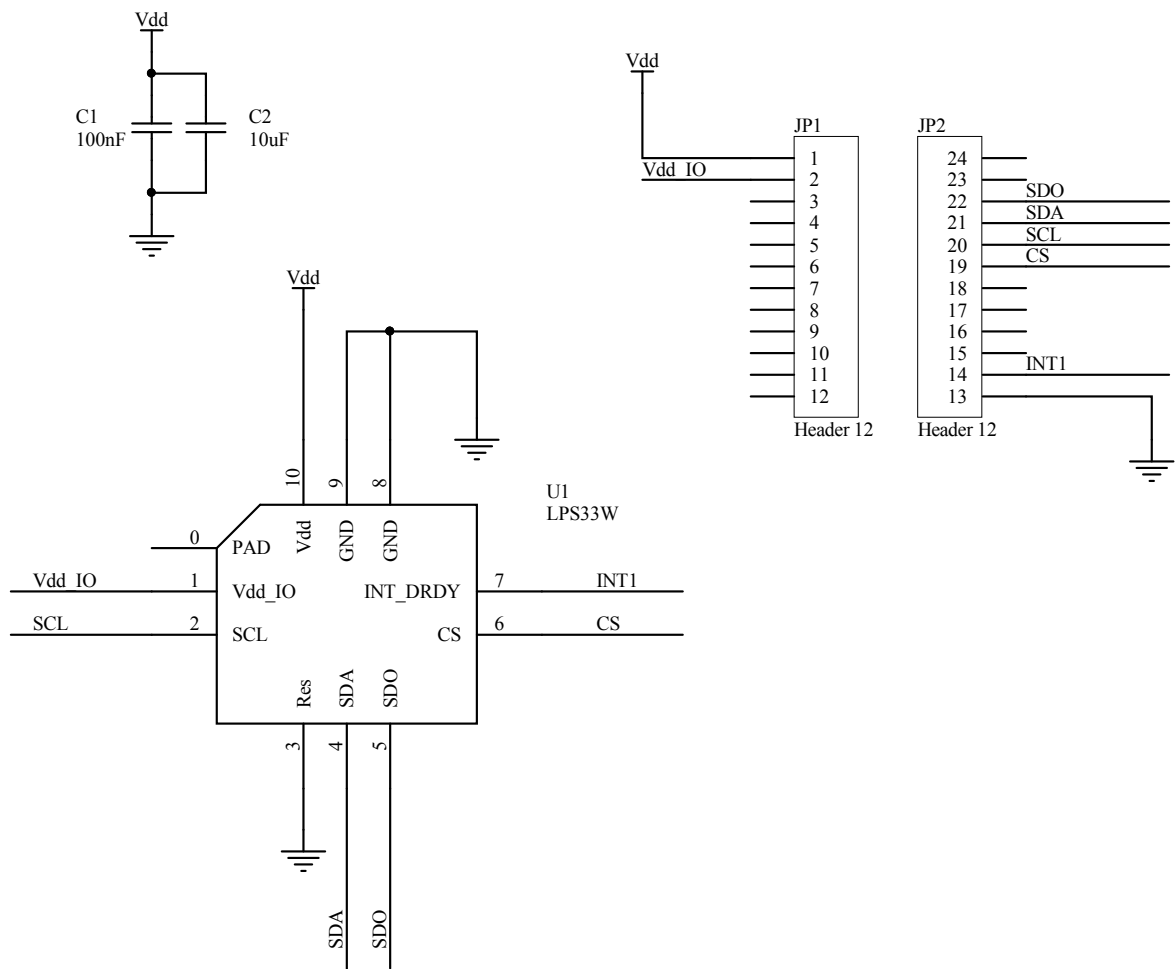 Vdd
C1
100nF
C2
10uF
Vdd
Vdd_IO
JP1
1
2
3
4
5
6
7
8
9
10
11
12
Header 12
JP2
24
23
22
21
20
19
18
17
16
15
14
13
Header 12
SDO
SDA
SCL
CS
INT1
Vdd
10
9
8
U1
LPS33W
0
PAD
Vdd
GND
GND
Vdd_IO
1
Vdd_IO
INT_DRDY
7
INT1
SCL
2
SCL
CS
6
CS
Res
SDA
SDO
3
4
5
SDA
SDO